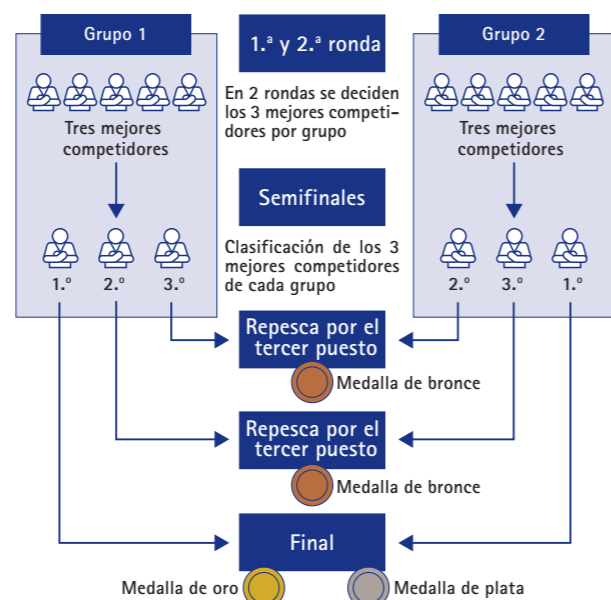 Grupo 1
1.ª y 2.ª ronda
Grupo 2
En 2 rondas se deciden
los 3 mejores competi-
dores por grupo
Tres mejores
competidores
Tres mejores
competidores
Semifinales
Clasificación de los 3
mejores competidores
de cada grupo
1.º 2.º 3.º
2.º 3.º 1.º
Repesca por el
tercer puesto
Medalla de bronce
Repesca por el
tercer puesto
Medalla de bronce
Final
Medalla de oro
Medalla de plata